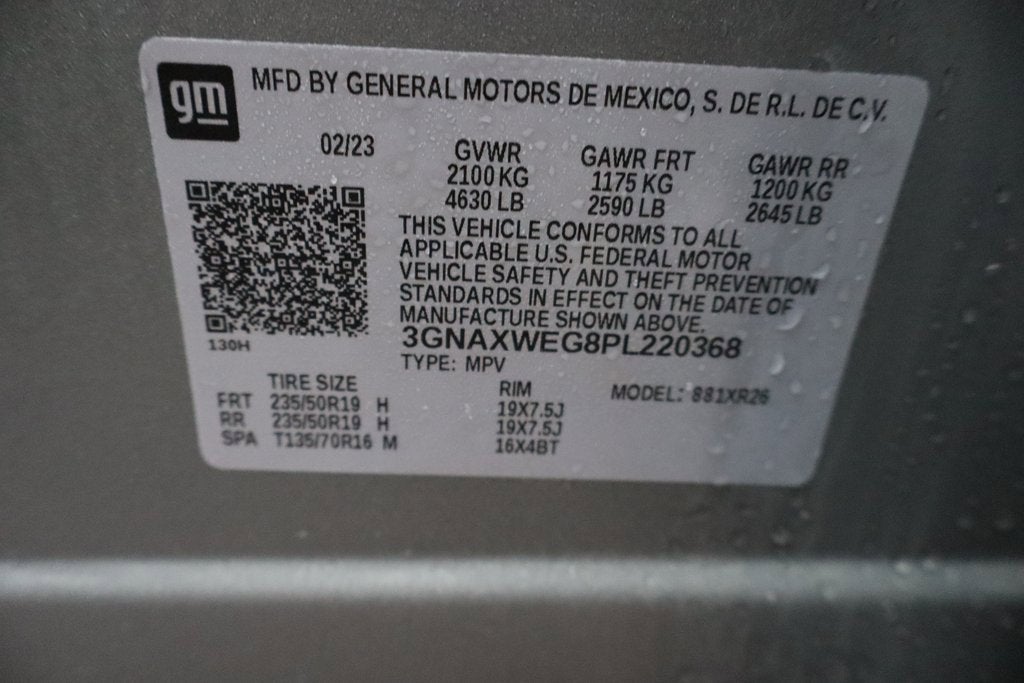 gm
MFD BY GENERAL MOTORS DE MEXICO, S. DE R.L. DE C.V.
02/23
GVWR GAWR FRT GAWR RR
2100 KG 1175 KG 1200 KG
4630 LB 2590 LB 2645 LB
THIS VEHICLE CONFORMS TO ALL
APPLICABLE U.S. FEDERAL MOTOR
VEHICLE SAFETY AND THEFT PREVENTION
STANDARDS IN EFFECT ON THE DATE OF
MANUFACTURE SHOWN ABOVE.
130H
3GNAXWEG8PL220368
TYPE: MPV
TIRE SIZE RIM MODEL: 881XR26
FRT 235/50R19 H 19X7.5J
RR 235/50R19 H 19X7.5J
SPA T135/70R16 M 16X4BT